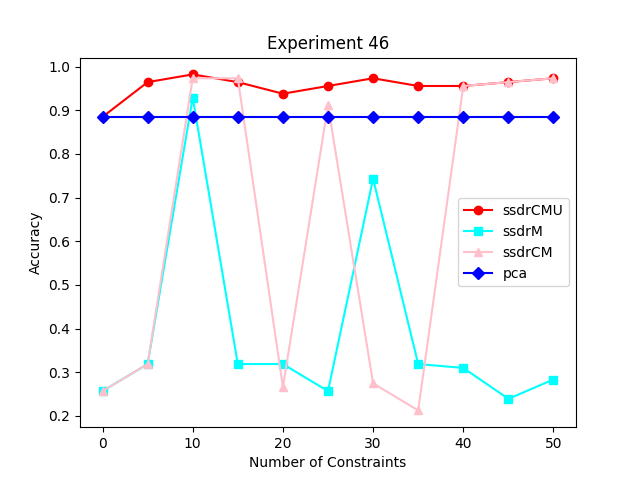 Experiment 46
1.0
0.9
0.8
0.7
0.6
0.5
0.4
0.3
0.2
Accuracy
ssdrCMU
ssdrM
ssdrCM
pca
0 10 20 30 40 50
Number of Constraints